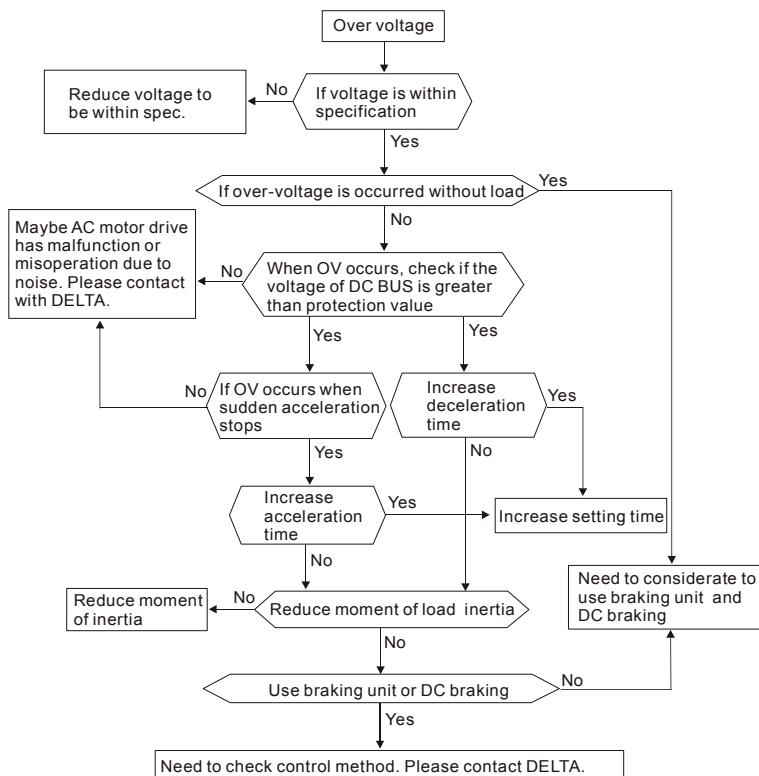 Over voltage
Reduce voltage to
be within spec.
No
If voltage is within
specification
Yes
If over-voltage is occurred without load
Yes
No
Maybe AC motor drive
has malfunction or
misoperation due to
noise. Please contact
with DELTA.
No
When OV occurs, check if the
voltage of DC BUS is greater
than protection value
Yes
Yes
No
If OV occurs when
sudden acceleration
stops
Increase
deceleration
time
Yes
Yes
No
Increase
acceleration
time
Yes
Increase setting time
No
Reduce moment
of inertia
No
Reduce moment of load inertia
Need to considerate to
use braking unit and
DC braking
No
Use braking unit or DC braking
No
Yes
Need to check control method. Please contact DELTA.